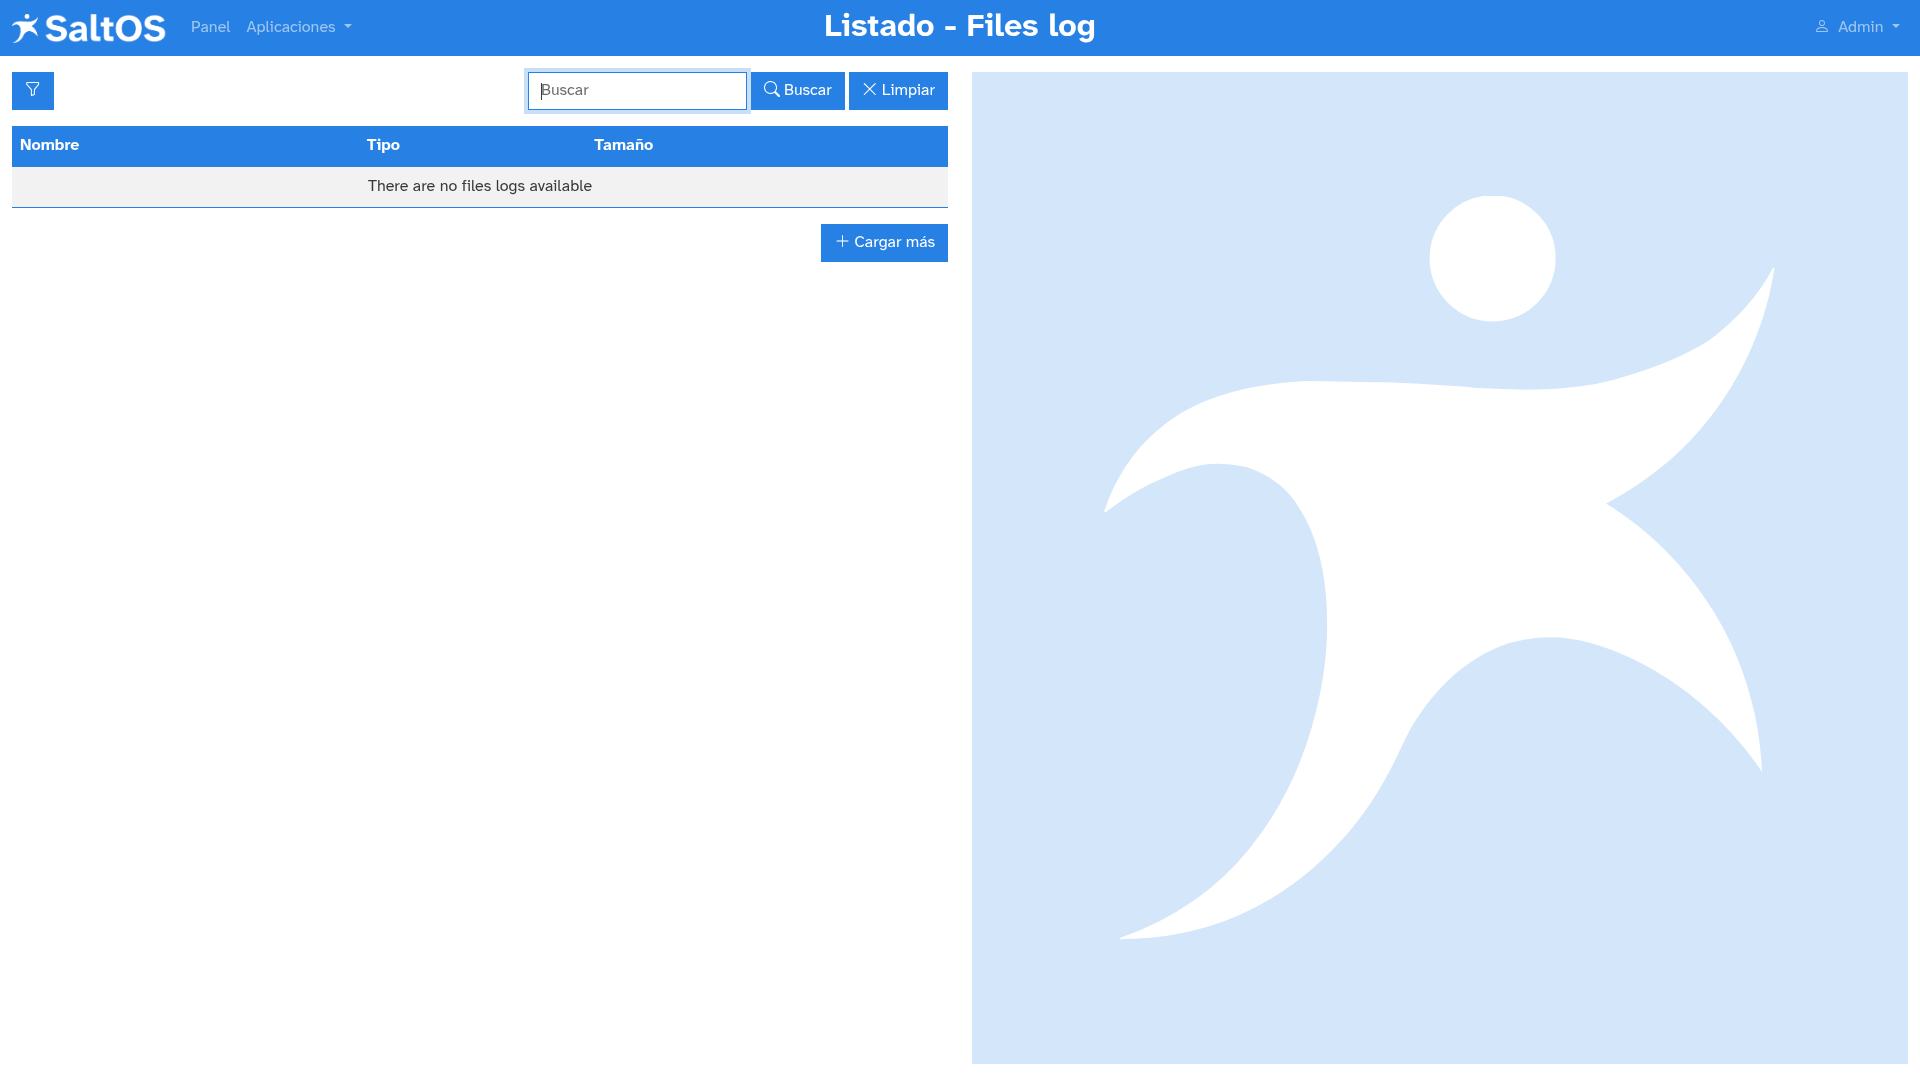 SaltOS
Panel Aplicaciones
Listado - Files log
Admin
Buscar
Buscar
Limpiar
Nombre Tipo Tamaño
There are no files logs available
Cargar más